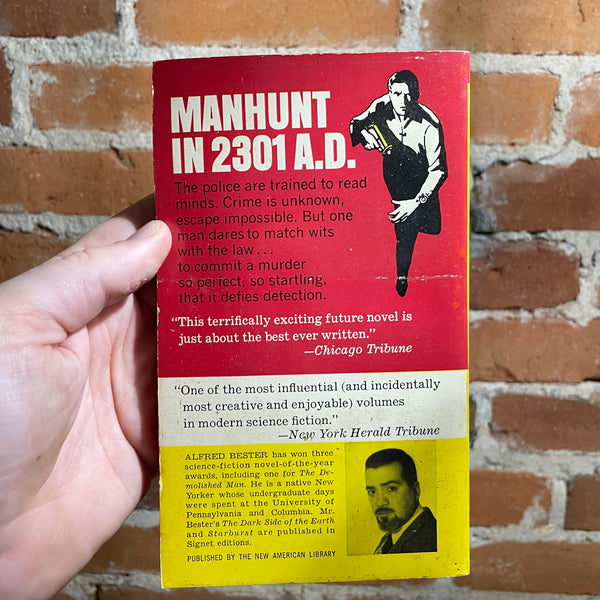 MANHUNT
IN 2301 A.D.
The police are trained to read
minds. Crime is unknown,
escape impossible. But one
man dares to match wits
with the law...
to commit a murder
so perfect, so startling,
that it defies detection.
“This terrifically exciting future novel is
just about the best ever written.”
—Chicago Tribune
“One of the most influential (and incidentally
most creative and enjoyable) volumes
in modern science fiction.”
—New York Herald Tribune
ALFRED BESTER has won three
science-fiction novel-of-the-year
awards, including one for The De-
molished Man. He is a native New
Yorker whose undergraduate days
were spent at the University of
Pennsylvania and Columbia. Mr.
Bester's The Dark Side of the Earth
and Starburst are published in
Signet editions.
PUBLISHED BY THE NEW AMERICAN LIBRARY